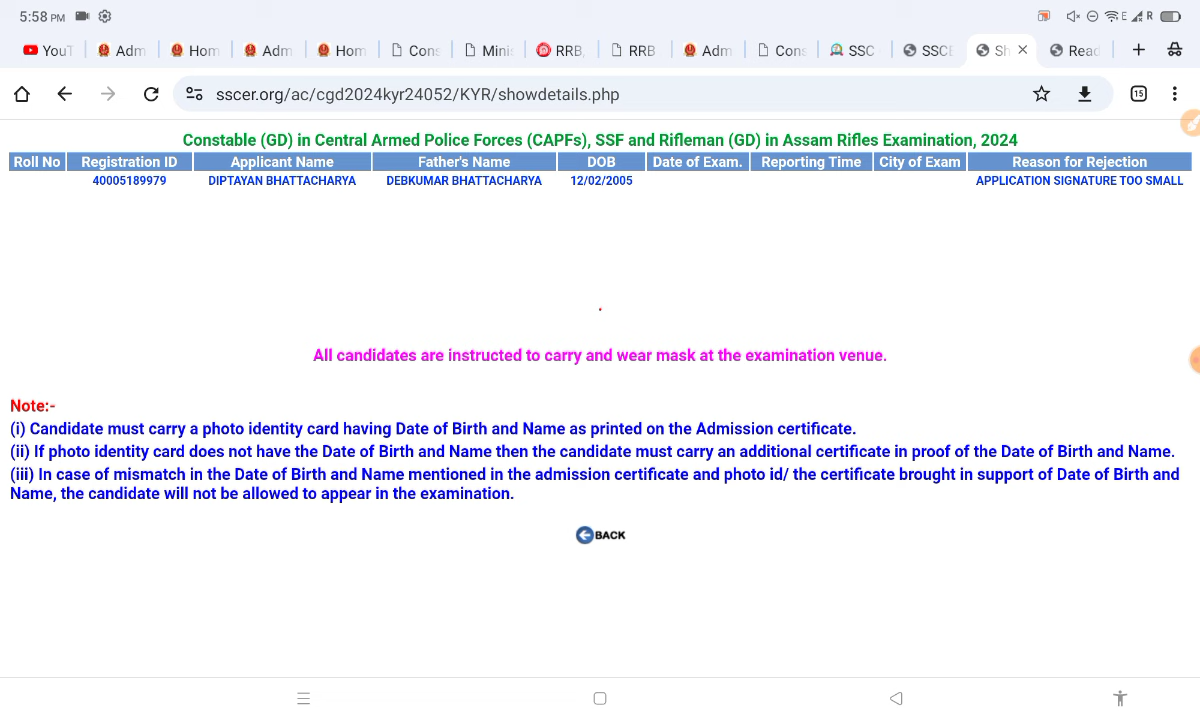 5:58 PM E R
YouT Adm Hom Adm Hom Cons Minis RRB, RRB Adm Cons SSC SSCE Sh Read
sscer.org/ac/cgd2024kyr24052/KYR/showdetails.php 15
Constable (GD) in Central Armed Police Forces (CAPFs), SSF and Rifleman (GD) in Assam Rifles Examination, 2024
Roll No Registration ID Applicant Name Father's Name DOB Date of Exam. Reporting Time City of Exam Reason for Rejection
40005189979 DIPTAYAN BHATTACHARYA DEBKUMAR BHATTACHARYA 12/02/2005 APPLICATION SIGNATURE TOO SMALL
.
All candidates are instructed to carry and wear mask at the examination venue.
Note:-
(i) Candidate must carry a photo identity card having Date of Birth and Name as printed on the Admission certificate.
(ii) If photo identity card does not have the Date of Birth and Name then the candidate must carry an additional certificate in proof of the Date of Birth and Name.
(iii) In case of mismatch in the Date of Birth and Name mentioned in the admission certificate and photo id/ the certificate brought in support of Date of Birth and
Name, the candidate will not be allowed to appear in the examination.
BACK